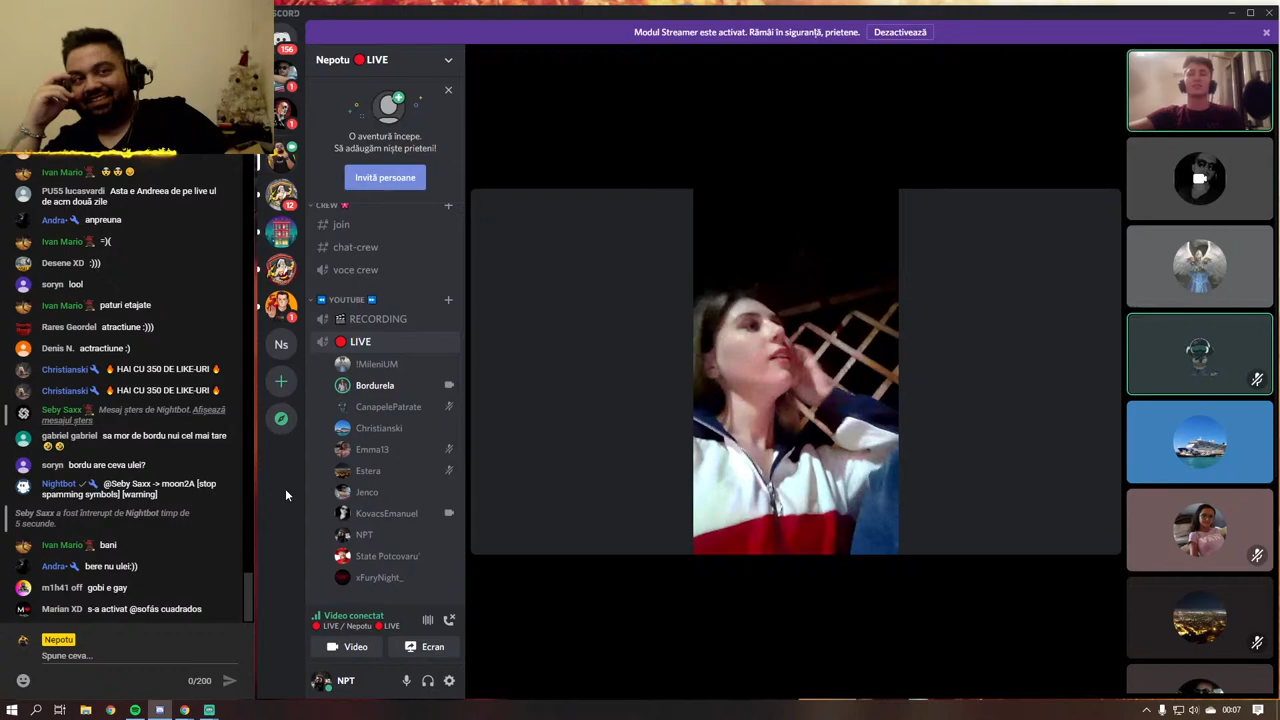 SCORD
Modul Streamer este activat. Rămâi în siguranță, prietene.
Dezactivează
Nepotu 🔴 LIVE
156
1
1
12
1
Ns
O aventură începe.
Să adăugăm niște prieteni!
Invită persoane
CREW
join
chat-crew
voce crew
YOUTUBE
RECORDING
LIVE
!MileniUM
Bordurela
CanapelePatrate
Christianski
Emma13
Estera
Jenco
KovacsEmanuel
NPT
State Potcovaru'
xFuryNight_
Video conectat
🔴 LIVE / Nepotu 🔴 LIVE
Video
Ecran
NPT
Ivan Mario 🤯 🤯 😊
PU55 lucasvardi Asta e Andreea de pe live ul
de acm două zile
Andra• anpreuna
Ivan Mario =)(
Desene XD :)))
soryn lool
Ivan Mario paturi etajate
Rares Geordel atractiune :)))
Denis N. actractiune :)
Christianski 🔥 HAI CU 350 DE LIKE-URI 🔥
Christianski 🔥 HAI CU 350 DE LIKE-URI 🔥
Seby Saxx Mesaj șters de Nightbot. Afișează
mesajul șters
gabriel gabriel sa mor de bordu nui cel mai tare
🤣 🤣
soryn bordu are ceva ulei?
Nightbot ✓ @Seby Saxx -> moon2A [stop
spamming symbols] [warning]
Seby Saxx a fost întrerupt de Nightbot timp de
5 secunde.
Ivan Mario bani
Andra• bere nu ulei:))
m1h41 off gobi e gay
Marian XD s-a activat @sofás cuadrados
Nepotu
Spune ceva...
0/200
00:07